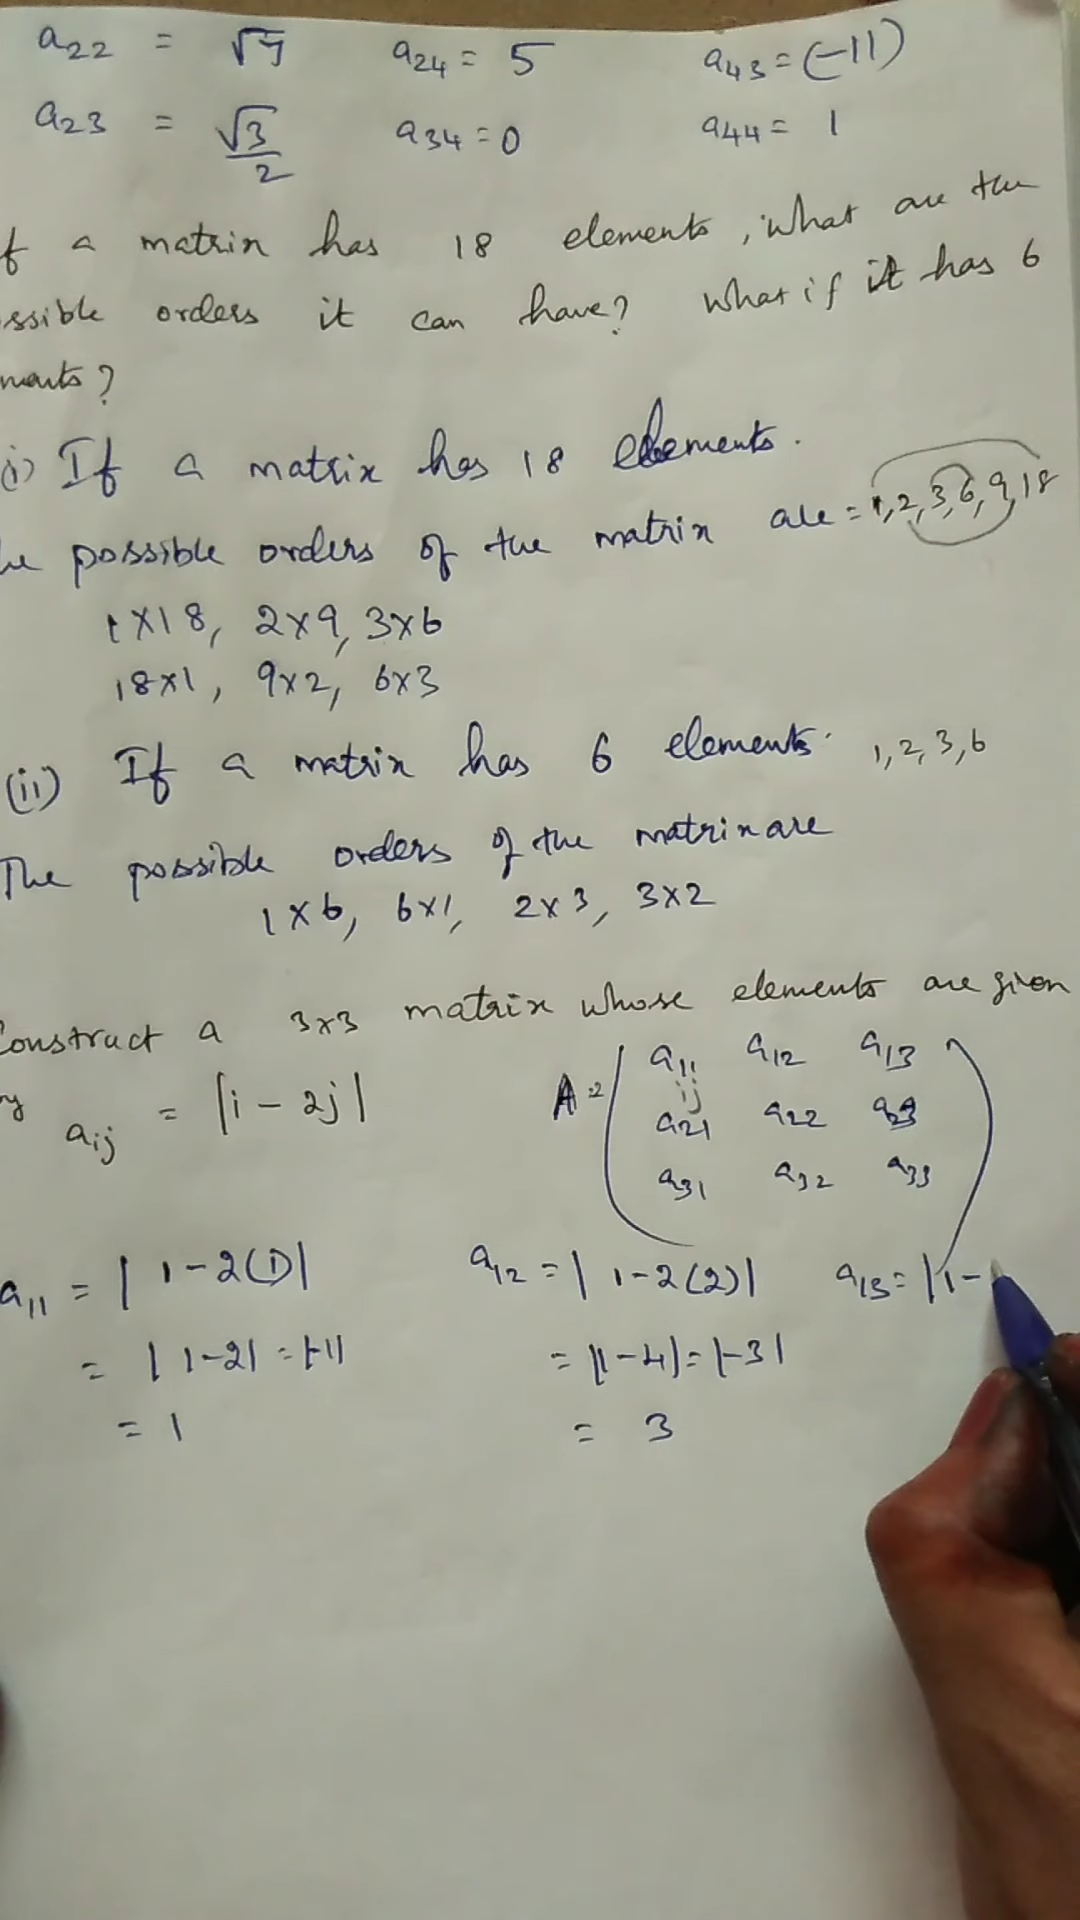 a22 = √7 a24 = 5 a43 = (-11)
a23 = √3/2 a34 = 0 a44 = 1
f a matrix has 18 elements, what are the
ssible orders it can have? What if it has 6
ments?
(i) If a matrix has 18 elements.
he possible orders of the matrix are = 1,2,3,6,9,18
1×18, 2×9, 3×6
18×1, 9×2, 6×3
(ii) If a matrix has 6 elements. 1,2,3,6
The possible orders of the matrix are
1×6, 6×1, 2×3, 3×2
Construct a 3×3 matrix whose elements are given
by aij = |i - 2j|
A = a11 a12 a13
ij
a21 a22 a23
a31 a32 a33
a11 = | 1-2(1)| a12 = | 1-2(2)| a13 = |1-
= | 1-2| = |-1| = |1-4| = |-3|
= 1 = 3